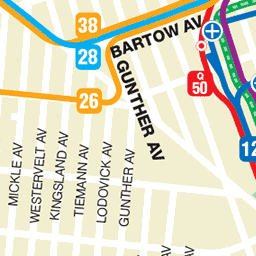 38
28
BARTOW AV
GUNTHER AV
26
Q
50
12
MICKLE AV
WESTERVELT AV
KINGSLAND AV
TIEMANN AV
LODOVICK AV
GUNTHER AV